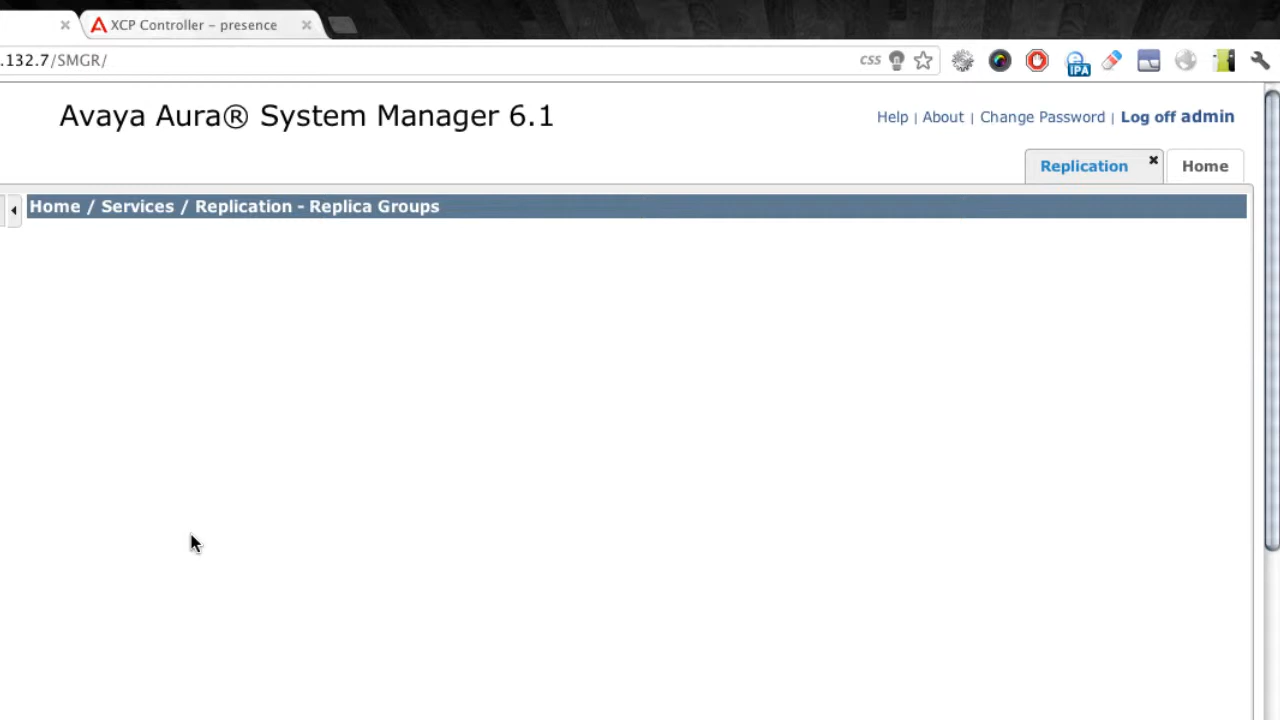 XCP Controller – presence
.132.7/SMGR/
CSS
IPA
Avaya Aura® System Manager 6.1
Help | About | Change Password | Log off admin
Replication
Home
Home / Services / Replication - Replica Groups